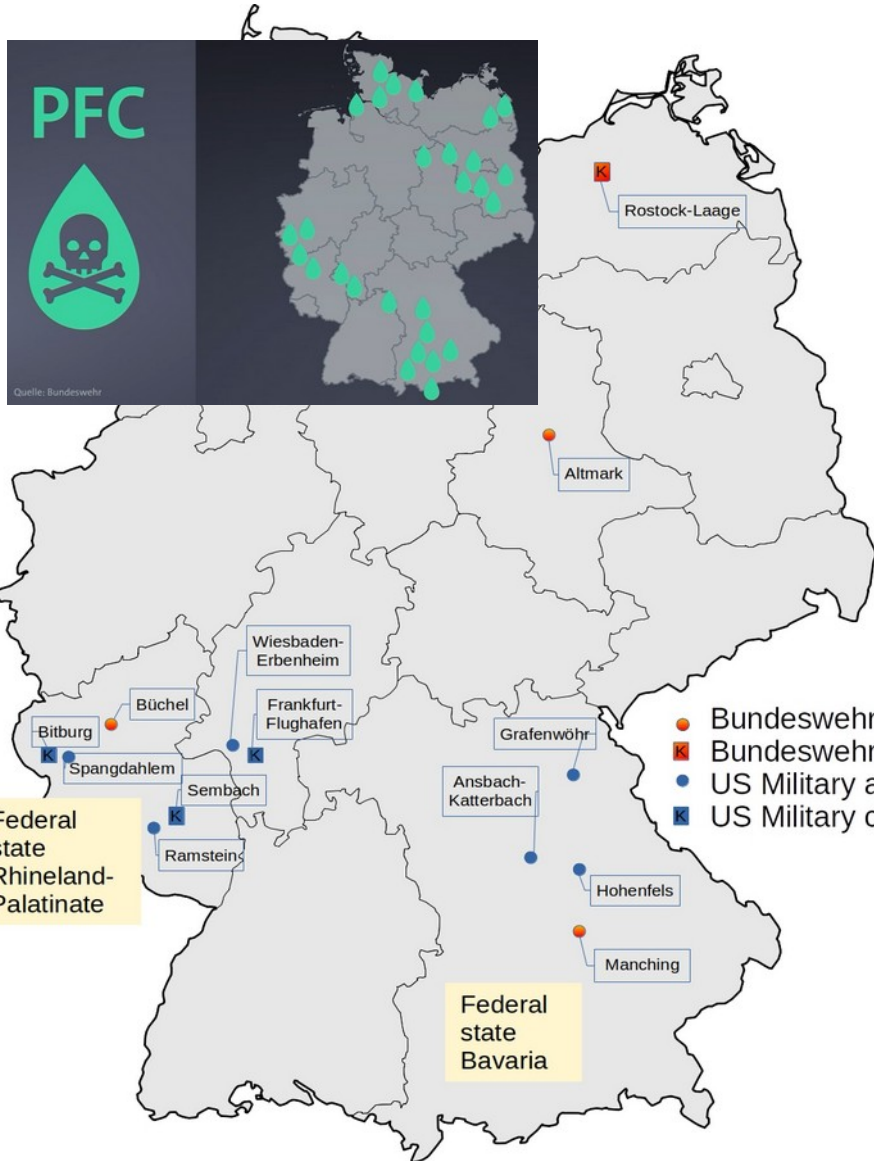 PFC
Quelle: Bundeswehr
K
Rostock-Laage
Altmark
Wiesbaden-
Erbenheim
Büchel
Frankfurt-
Flughafen
Bitburg
K
K
Spangdahlem
Sembach
K
Ramstein
Grafenwöhr
Ansbach-
Katterbach
Hohenfels
Manching
Bundeswehr
K Bundeswehr
US Military a
K US Military
Federal
state
Rhineland-
Palatinate
Federal
state
Bavaria